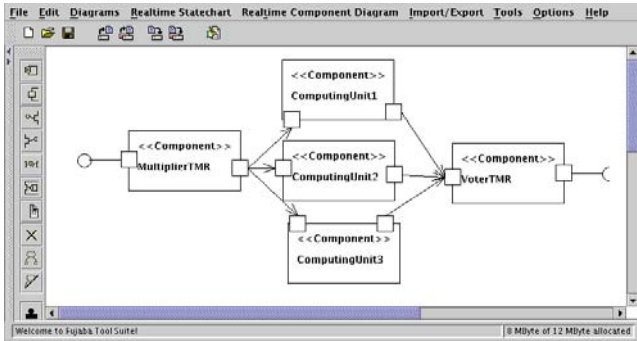 File Edit Diagrams Realtime Statechart Realtime Component Diagram Import/Export Tools Options Help
<<Component>>
ComputingUnit1
<<Component>>
MultiplierTMR
<<Component>>
ComputingUnit2
<<Component>>
VoterTMR
<<Component>>
ComputingUnit3
Welcome to Fujaba Tool Suite! 8 MByte of 12 MByte allocated